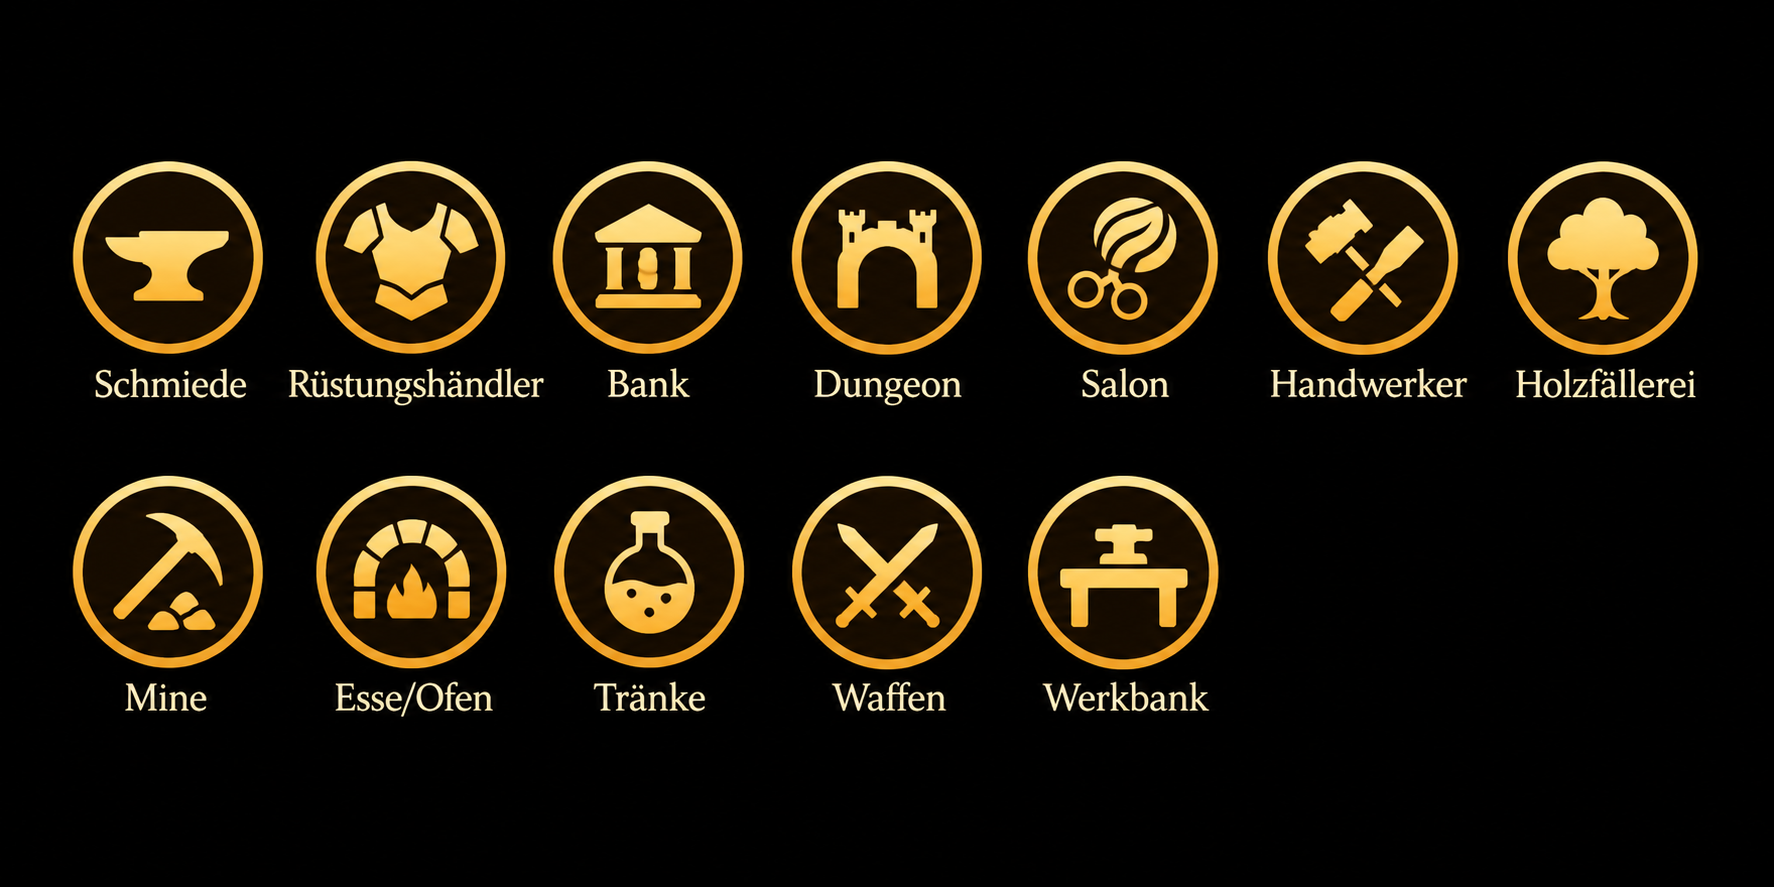 Schmiede
Rüstungshändler
Bank
Dungeon
Salon
Handwerker
Holzfällerei
Mine
Esse/Ofen
Tränke
Waffen
Werkbank